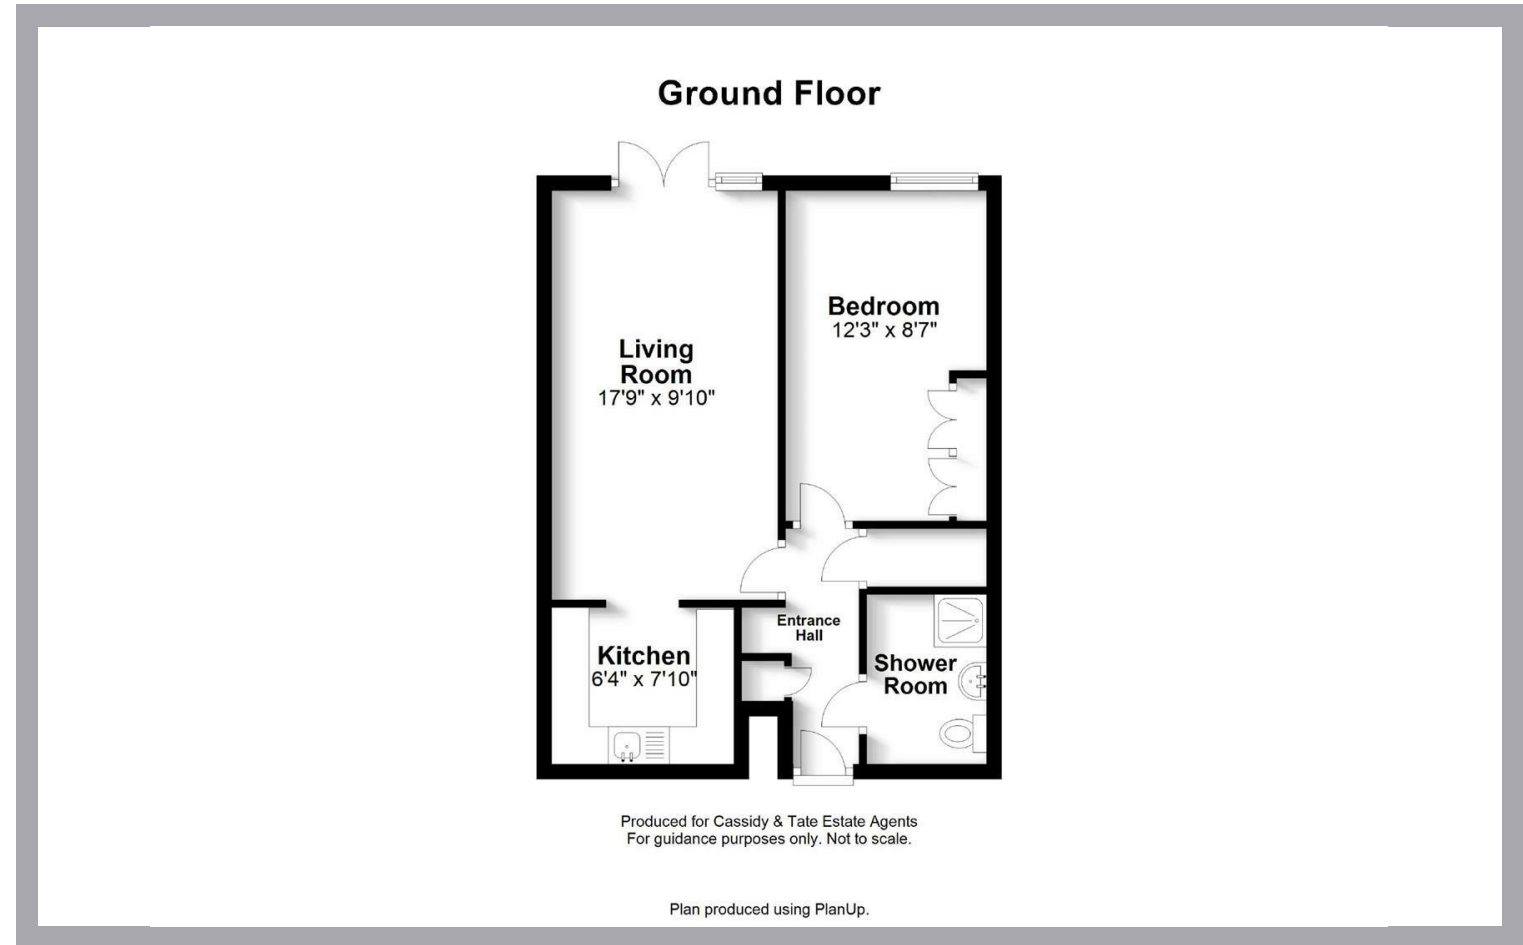 Ground Floor
Bedroom
12'3" x 8'7"
Living
Room
17'9" x 9'10"
Entrance
Hall
Kitchen
6'4" x 7'10"
Shower
Room
Produced for Cassidy & Tate Estate Agents
For guidance purposes only. Not to scale.
Plan produced using PlanUp.